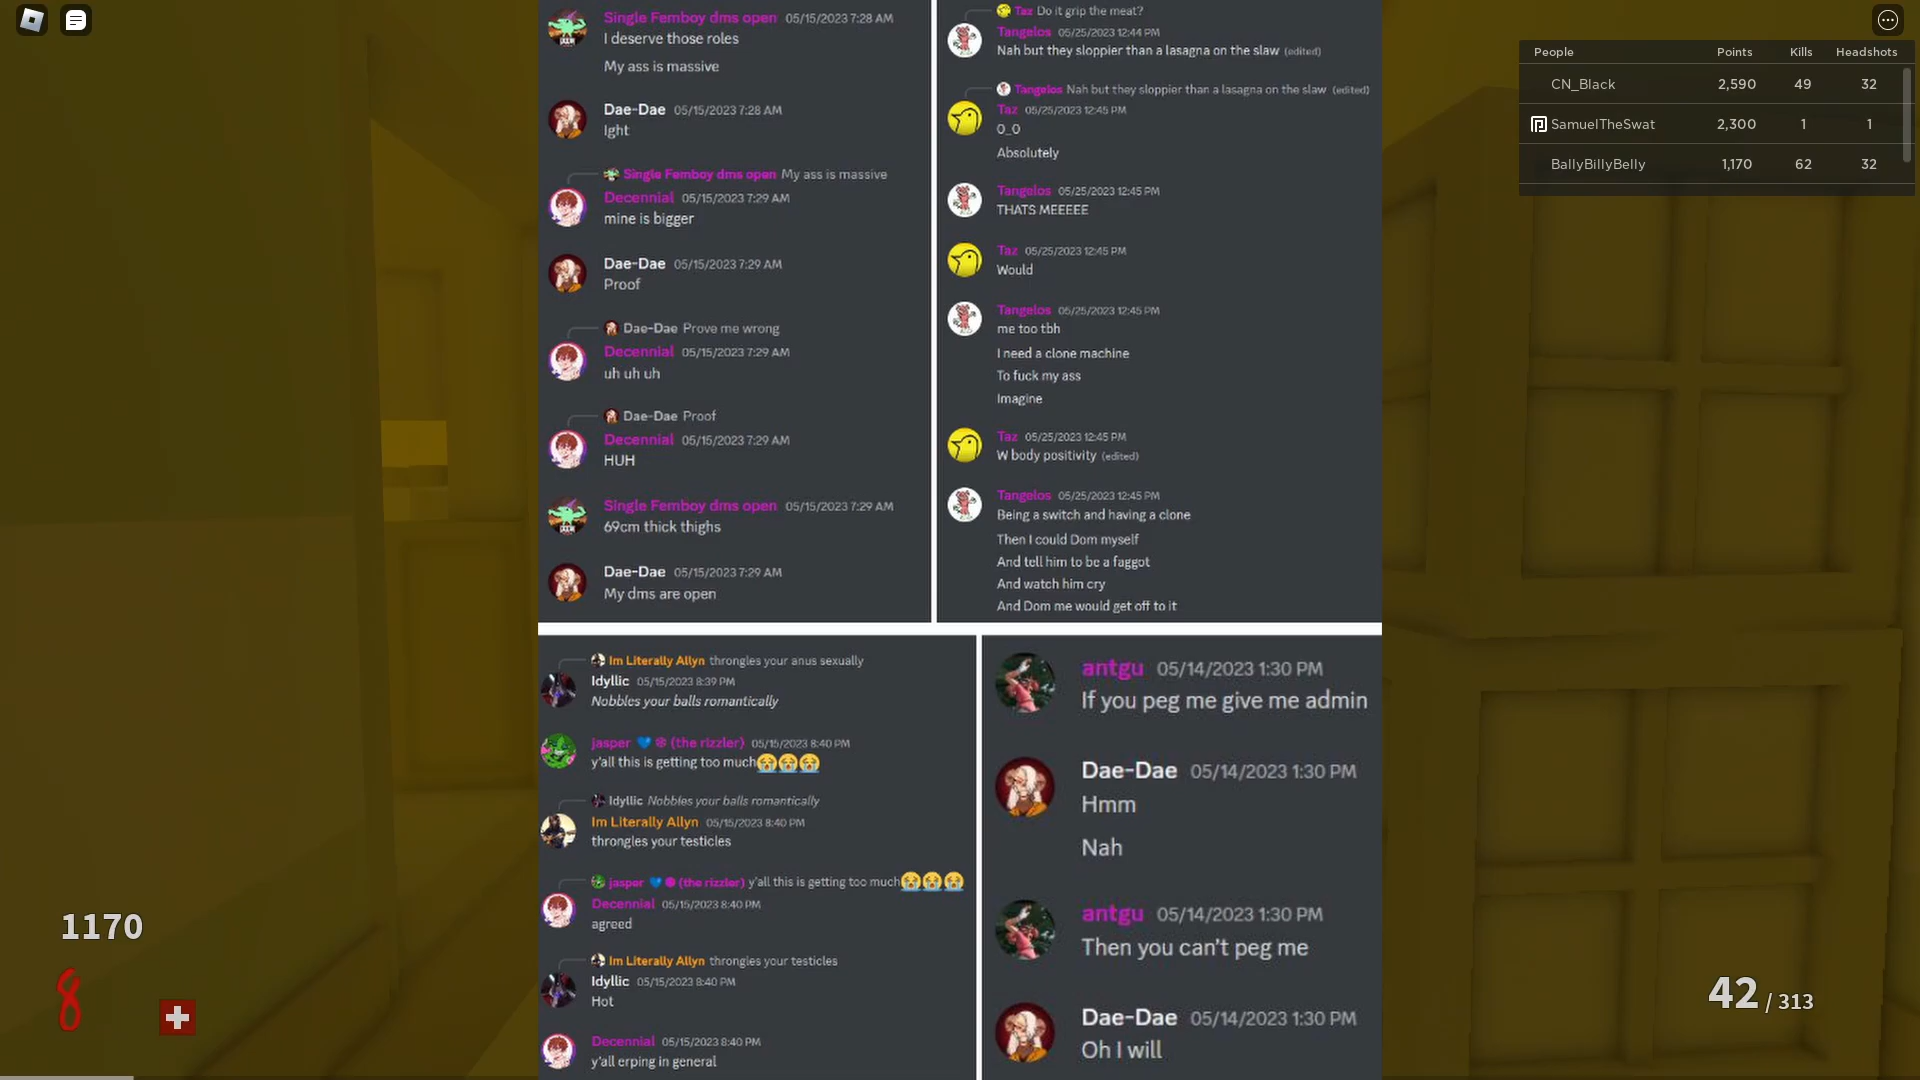 Single Femboy dms open 05/15/2023 7:28 AM
I deserve those roles
My ass is massive
Dae-Dae 05/15/2023 7:28 AM
Ight
Single Femboy dms open My ass is massive
Decennial 05/15/2023 7:29 AM
mine is bigger
Dae-Dae 05/15/2023 7:29 AM
Proof
Dae-Dae Prove me wrong
Decennial 05/15/2023 7:29 AM
uh uh uh
Dae-Dae Proof
Decennial 05/15/2023 7:29 AM
HUH
Single Femboy dms open 05/15/2023 7:29 AM
69cm thick thighs
Dae-Dae 05/15/2023 7:29 AM
My dms are open
Taz Do it grip the meat?
Tangelos 05/25/2023 12:44 PM
Nah but they sloppier than a lasagna on the slaw (edited)
Tangelos Nah but they sloppier than a lasagna on the slaw (edited)
Taz 05/25/2023 12:45 PM
0_0
Absolutely
Tangelos 05/25/2023 12:45 PM
THATS MEEEEE
Taz 05/25/2023 12:45 PM
Would
Tangelos 05/25/2023 12:45 PM
me too tbh
I need a clone machine
To fuck my ass
Imagine
Taz 05/25/2023 12:45 PM
W body positivity (edited)
Tangelos 05/25/2023 12:45 PM
Being a switch and having a clone
Then I could Dom myself
And tell him to be a faggot
And watch him cry
And Dom me would get off to it
Im Literally Allyn throngles your anus sexually
Idyllic 05/15/2023 8:39 PM
Nobbles your balls romantically
jasper 💙❄ (the rizzler) 05/15/2023 8:40 PM
y'all this is getting too much😭😭😭
Idyllic Nobbles your balls romantically
Im Literally Allyn 05/15/2023 8:40 PM
throngles your testicles
jasper 💙❄ (the rizzler) y'all this is getting too much😭😭😭
Decennial 05/15/2023 8:40 PM
agreed
Im Literally Allyn throngles your testicles
Idyllic 05/15/2023 8:40 PM
Hot
Decennial 05/15/2023 8:40 PM
y'all erping in general
antgu 05/14/2023 1:30 PM
If you peg me give me admin
Dae-Dae 05/14/2023 1:30 PM
Hmm
Nah
antgu 05/14/2023 1:30 PM
Then you can't peg me
Dae-Dae 05/14/2023 1:30 PM
Oh I will
People Points Kills Headshots
CN_Black 2,590 49 32
SamuelTheSwat 2,300 1 1
BallyBillyBelly 1,170 62 32
1170
8
42 / 313